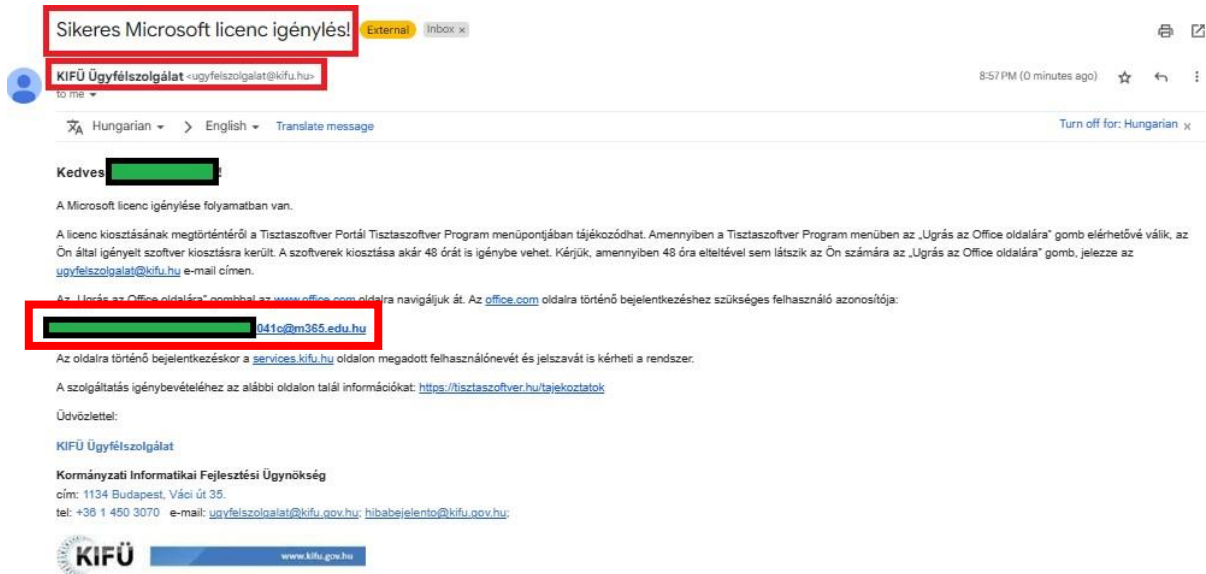 Sikeres Microsoft licenc igénylés! External Inbox x
KIFÜ Ügyfélszolgálat <ugyfelszolgalat@kifu.hu>
8:57 PM (0 minutes ago)
to me
Hungarian > English Translate message
Turn off for: Hungarian x
Kedves !
A Microsoft licenc igénylése folyamatban van.
A licenc kiosztásának megtörténtéről a Tisztaszoftver Portál Tisztaszoftver Program menüpontjában tájékozódhat. Amennyiben a Tisztaszoftver Program menüben az „Ugrás az Office oldalára” gomb elérhetővé válik, az
Ön által igényelt szoftver kiosztásra került. A szoftverek kiosztása akár 48 órát is igénybe vehet. Kérjük, amennyiben 48 óra elteltével sem látszik az Ön számára az „Ugrás az Office oldalára” gomb, jelezze az
ugyfelszolgalat@kifu.hu e-mail címen.
Az „Ugrás az Office oldalára” gombbal az www.office.com oldalra navigáljuk át. Az office.com oldalra történő bejelentkezéshez szükséges felhasználó azonosítója:
041c@m365.edu.hu
Az oldalra történő bejelentkezéskor a services.kifu.hu oldalon megadott felhasználónevét és jelszavát is kérheti a rendszer.
A szolgáltatás igénybevételéhez az alábbi oldalon talál információkat: https://tisztaszoftver.hu/tajekoztatok
Üdvözlettel:
KIFÜ Ügyfélszolgálat
Kormányzati Informatikai Fejlesztési Ügynökség
cím: 1134 Budapest, Váci út 35.
tel: +36 1 450 3070 e-mail: ugyfelszolgalat@kifu.gov.hu; hibabejelento@kifu.gov.hu;
KIFÜ www.kifu.gov.hu